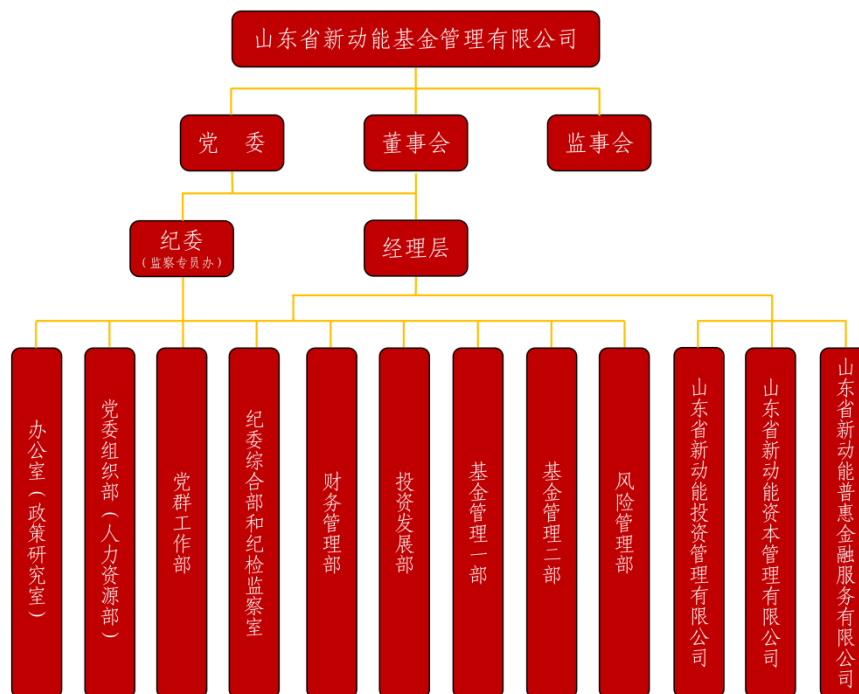 山东省新动能基金管理有限公司
党 委
董事会
监事会
纪委
（监察专员办）
经理层
办公室（政策研究室）
党委组织部（人力资源部）
党群工作部
纪委综合部和纪检监察室
财务管理部
投资发展部
基金管理一部
基金管理二部
风险管理部
山东省新动能投资管理有限公司
山东省新动能资本管理有限公司
山东省新动能普惠金融服务有限公司